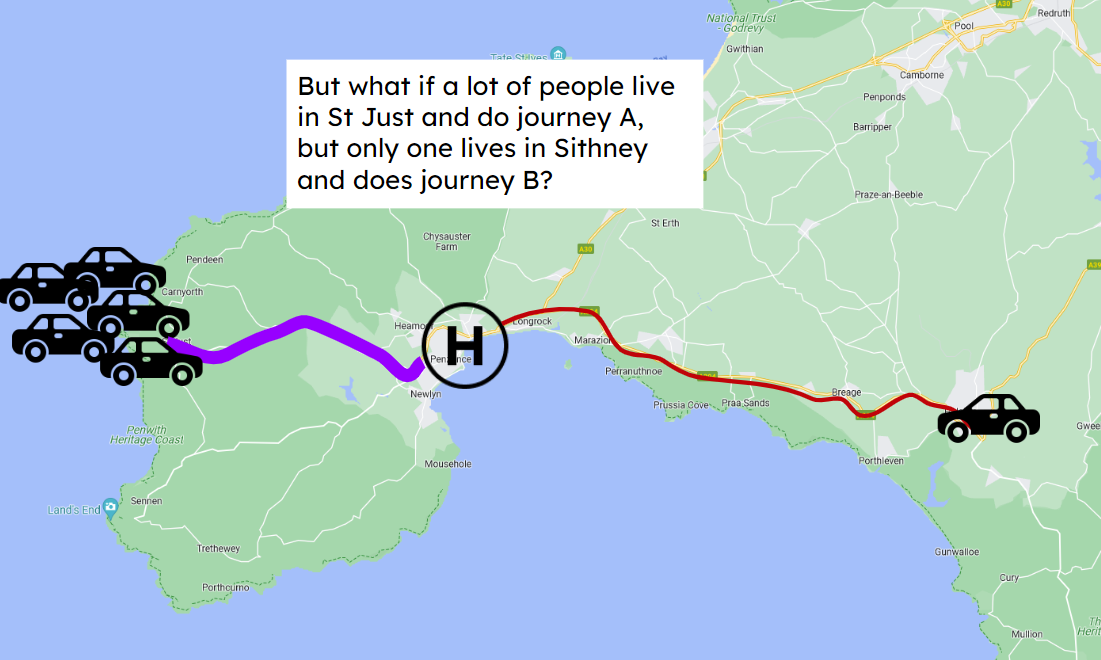 A30
Redruth
National Trust
- Godrevy
Pool
Gwithian
Tate St Ives
Camborne
Penponds
But what if a lot of people live
in St Just and do journey A,
but only one lives in Sithney
and does journey B?
Barripper
Praze-an-Beeble
St Erth
Chysauster
Farm
A30
Pendeen
Carnyorth
Longrock
Heamoor
H
Marazion
Perranuthnoe
Breage
Newlyn
Prussia Cove
Praa Sands
Penwith
Heritage Coast
Porthleven
Mousehole
Land's End
Sennen
Trethewey
Gunwalloe
Porthcurno
Cury
Mullion